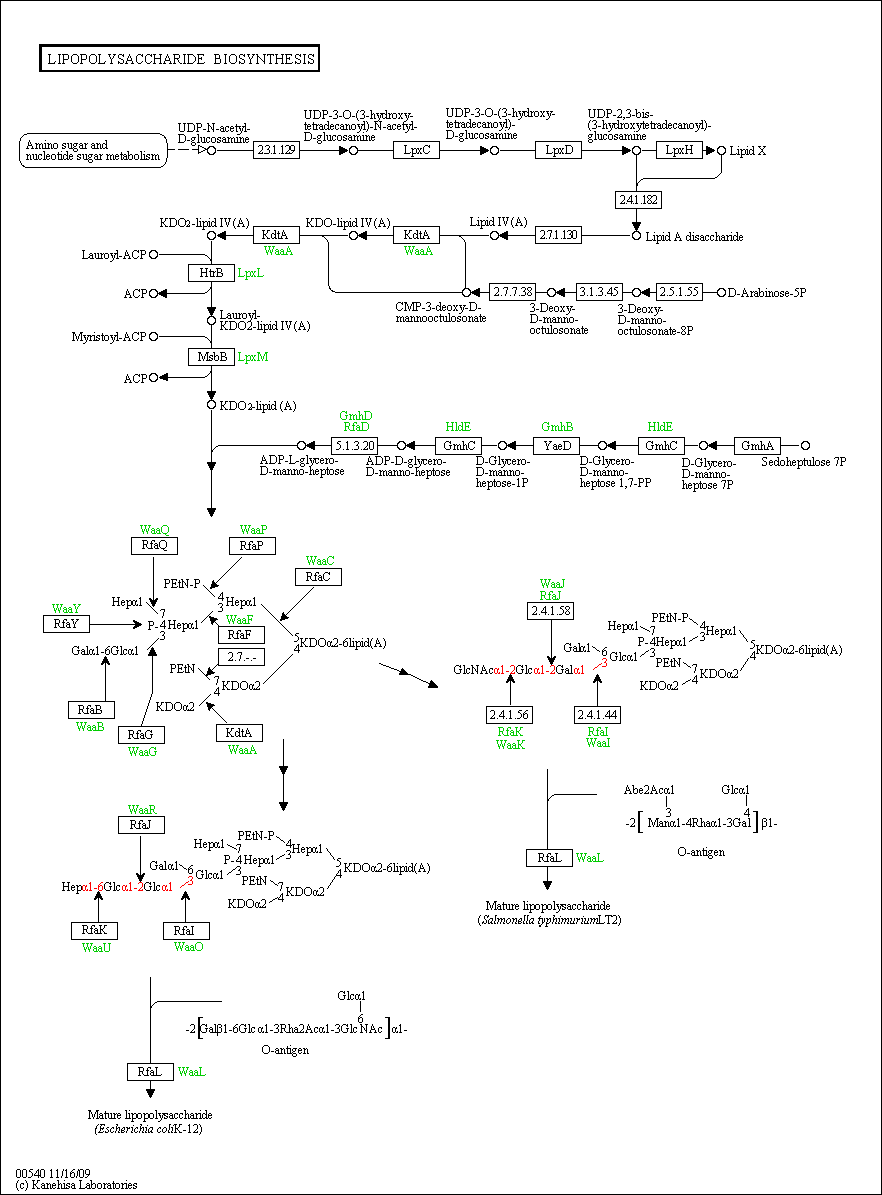 LIPOPOLYSACCHARIDE BIOSYNTHESIS
Amino sugar and
nucleotide sugar metabolism
UDP-N-acetyl-
D-glucosamine
2.3.1.129
UDP-3-O-(3-hydroxy-
tetradecanoyl)-N-acetyl-
D-glucosamine
LpxC
UDP-3-O-(3-hydroxy-
tetradecanoyl)-
D-glucosamine
LpxD
UDP-2,3-bis-
(3-hydroxytetradecanoyl)-
glucosamine
LpxH
Lipid X
2.4.1.182
KDO2-lipid IV(A)
KdtA
WaaA
KDO-lipid IV(A)
KdtA
WaaA
Lipid IV(A)
2.7.1.130
Lipid A disaccharide
Lauroyl-ACP
HtrB
LpxL
ACP
CMP-3-deoxy-D-
mannooctulosonate
2.7.7.38
3-Deoxy-
D-manno-
octulosonate
3.1.3.45
3-Deoxy-
D-manno-
octulosonate-8P
2.5.1.55
D-Arabinose-5P
Lauroyl-
KDO2-lipid IV(A)
Myristoyl-ACP
MsbB
LpxM
ACP
KDO2-lipid (A)
GmhD
RfaD
5.1.3.20
HldE
GmhC
GmhB
YaeD
HldE
GmhC
GmhA
ADP-L-glycero-
D-manno-heptose
ADP-D-glycero-
D-manno-heptose
D-Glycero-
D-manno-
heptose-1P
D-Glycero-
D-manno-
heptose 1,7-PP
D-Glycero-
D-manno-
heptose 7P
Sedoheptulose 7P
WaaQ
RfaQ
WaaP
RfaP
WaaC
RfaC
PEtN-P
WaaY
RfaY
Hepα1
7
P-4
3
Hepα1
4
3
Hepα1
WaaF
RfaF
2.7.-.-
5
4
KDOα2-6lipid(A)
Galα1-6Glcα1
PEtN
7
4
KDOα2
KDOα2
RfaB
WaaB
RfaG
WaaG
KdtA
WaaA
WaaJ
RfaJ
2.4.1.58
Hepα1
7
PEtN-P
4
3
Hepα1
P-4
3
Hepα1
5
4
KDOα2-6lipid(A)
Galα1
6
3
Glcα1
PEtN
7
4
KDOα2
KDOα2
GlcNAcα1-2Glcα1-2Galα1
2.4.1.56
RfaK
WaaK
2.4.1.44
RfaI
WaaI
Abe2Acα1
3
Glcα1
4
-2[ Manα1-4Rhaα1-3Gal ]β1-
O-antigen
RfaL
WaaL
Mature lipopolysaccharide
(Salmonella typhimuriumLT2)
WaaR
RfaJ
Hepα1
7
PEtN-P
4
3
Hepα1
P-4
3
Hepα1
5
4
KDOα2-6lipid(A)
Galα1
6
3
Glcα1
PEtN
7
4
KDOα2
KDOα2
Hepα1-6Glcα1-2Glcα1
RfaK
WaaU
RfaI
WaaO
Glcα1
6
-2[Galβ1-6Glcα1-3Rha2Acα1-3GlcNAc]α1-
O-antigen
RfaL
WaaL
Mature lipopolysaccharide
(Escherichia coliK-12)
00540 11/16/09
(c) Kanehisa Laboratories